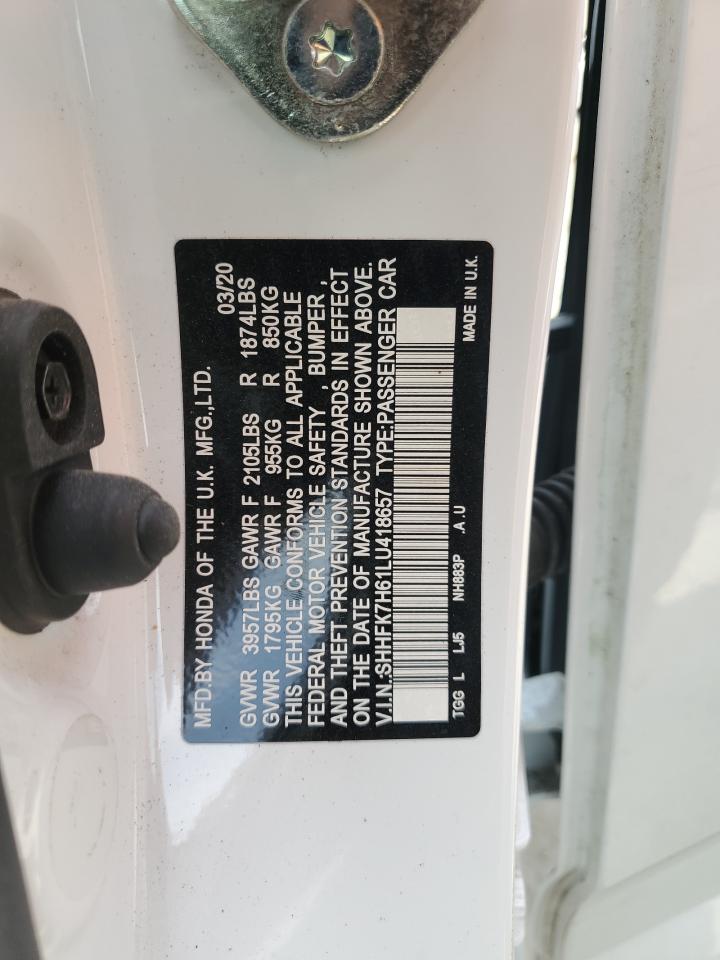 MFD.BY HONDA OF THE U.K. MFG.,LTD. 03/20
GVWR 3957LBS GAWR F 2105LBS R 1874LBS
GVWR 1795KG GAWR F 955KG R 850KG
THIS VEHICLE CONFORMS TO ALL APPLICABLE
FEDERAL MOTOR VEHICLE SAFETY , BUMPER ,
AND THEFT PREVENTION STANDARDS IN EFFECT
ON THE DATE OF MANUFACTURE SHOWN ABOVE.
V.I.N.:SHHFK7H61LU418657 TYPE:PASSENGER CAR
TGG L LJ5 NH883P .A.U MADE IN U.K.